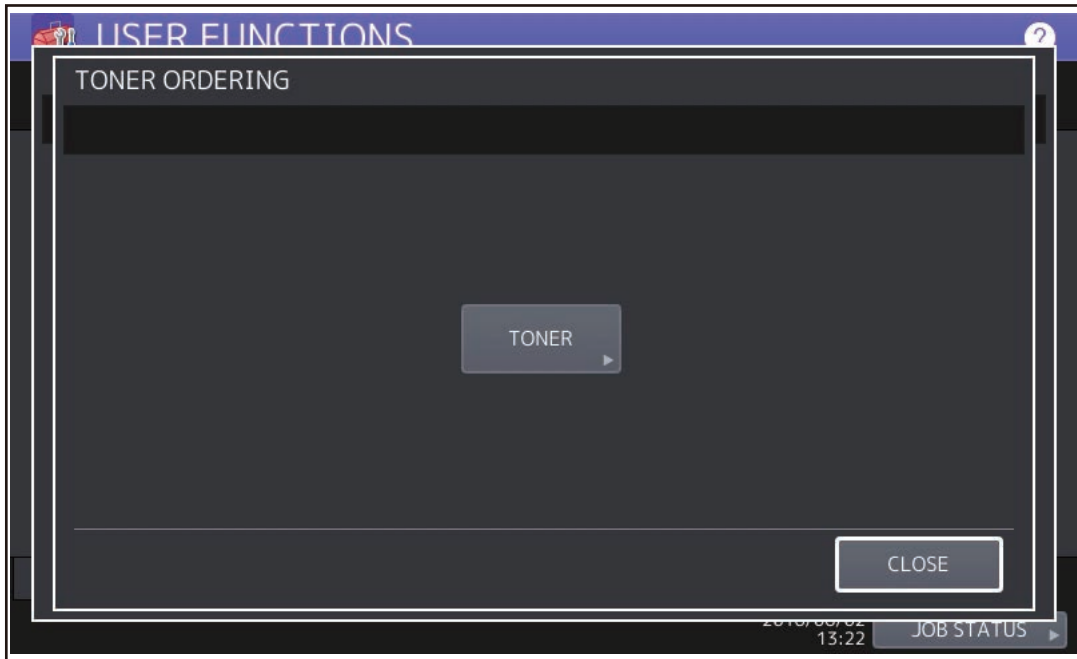 USER FUNCTIONS
?
TONER ORDERING
TONER
CLOSE
13:22
JOB STATUS